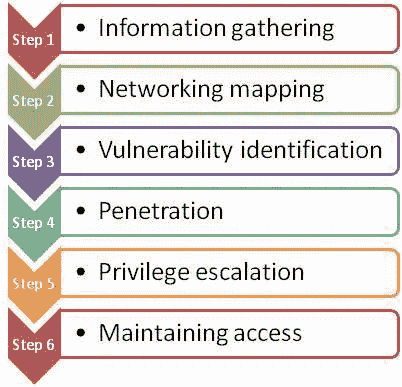 Step 1 • Information gathering
Step 2 • Networking mapping
Step 3 • Vulnerability identification
Step 4 • Penetration
Step 5 • Privilege escalation
Step 6 • Maintaining access